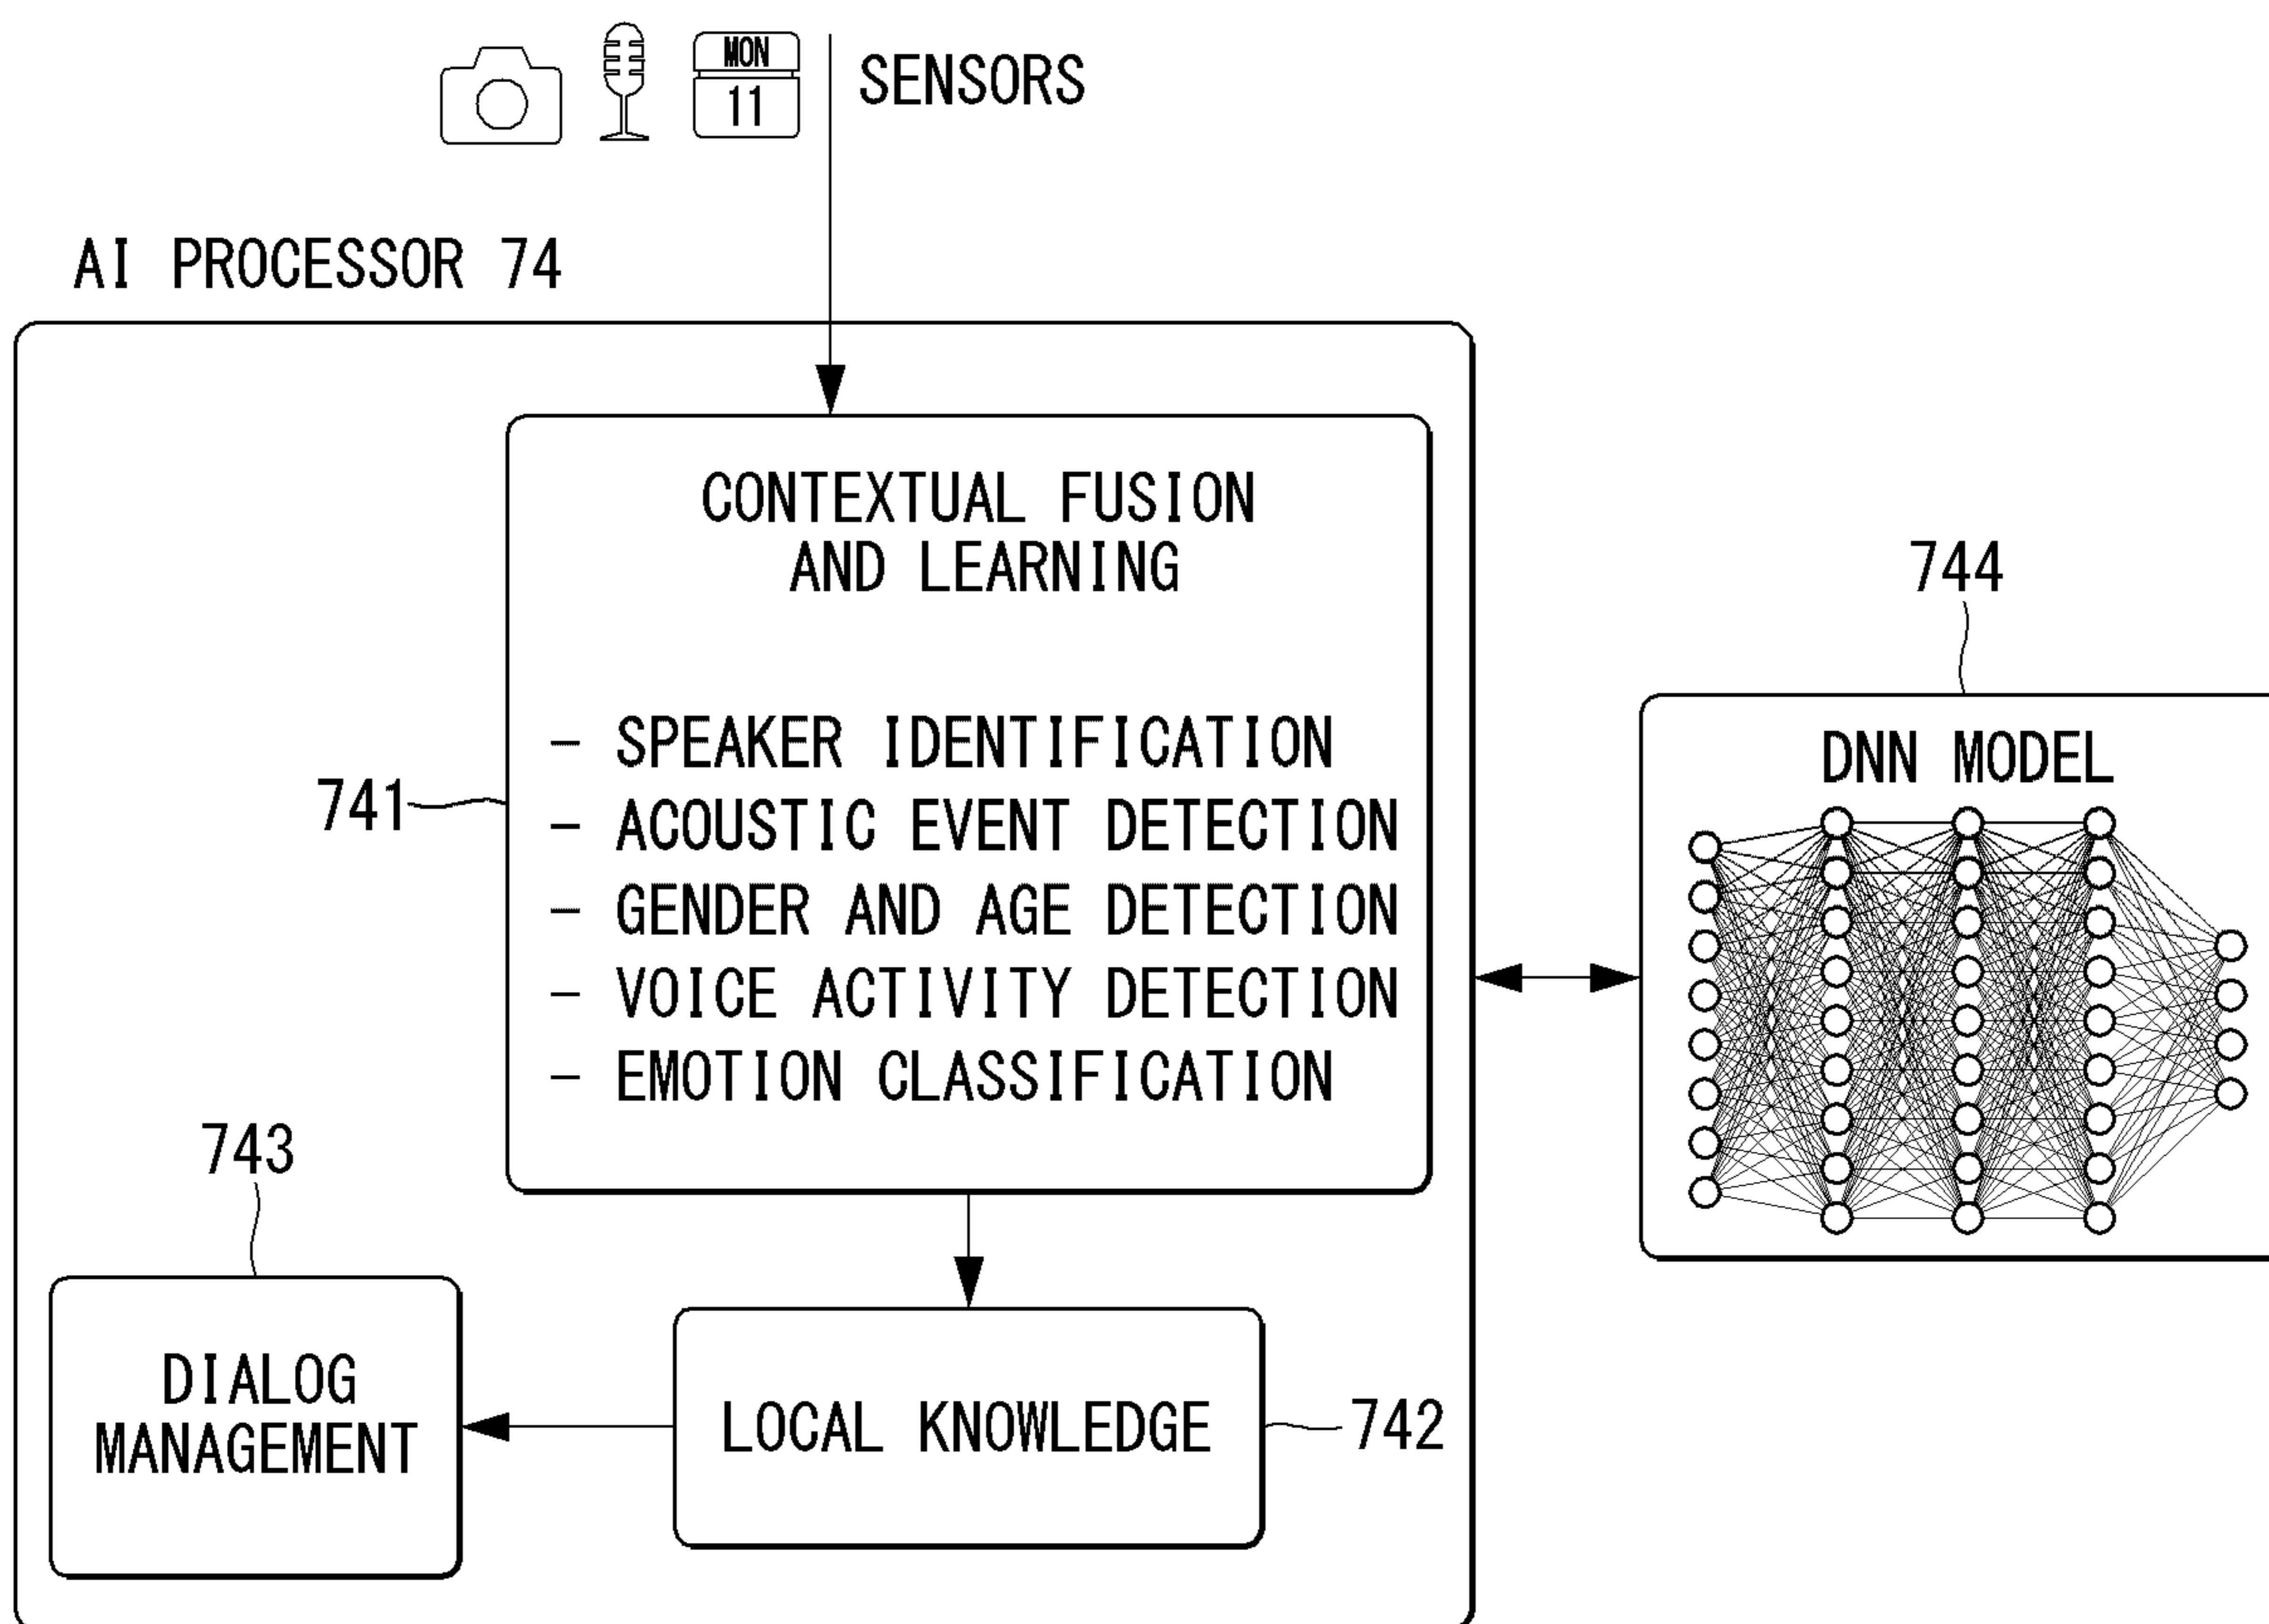 MON
11
SENSORS
AI PROCESSOR 74
CONTEXTUAL FUSION
AND LEARNING
- SPEAKER IDENTIFICATION
- ACOUSTIC EVENT DETECTION
- GENDER AND AGE DETECTION
- VOICE ACTIVITY DETECTION
- EMOTION CLASSIFICATION
741
744
DNN MODEL
743
DIALOG
MANAGEMENT
LOCAL KNOWLEDGE
742